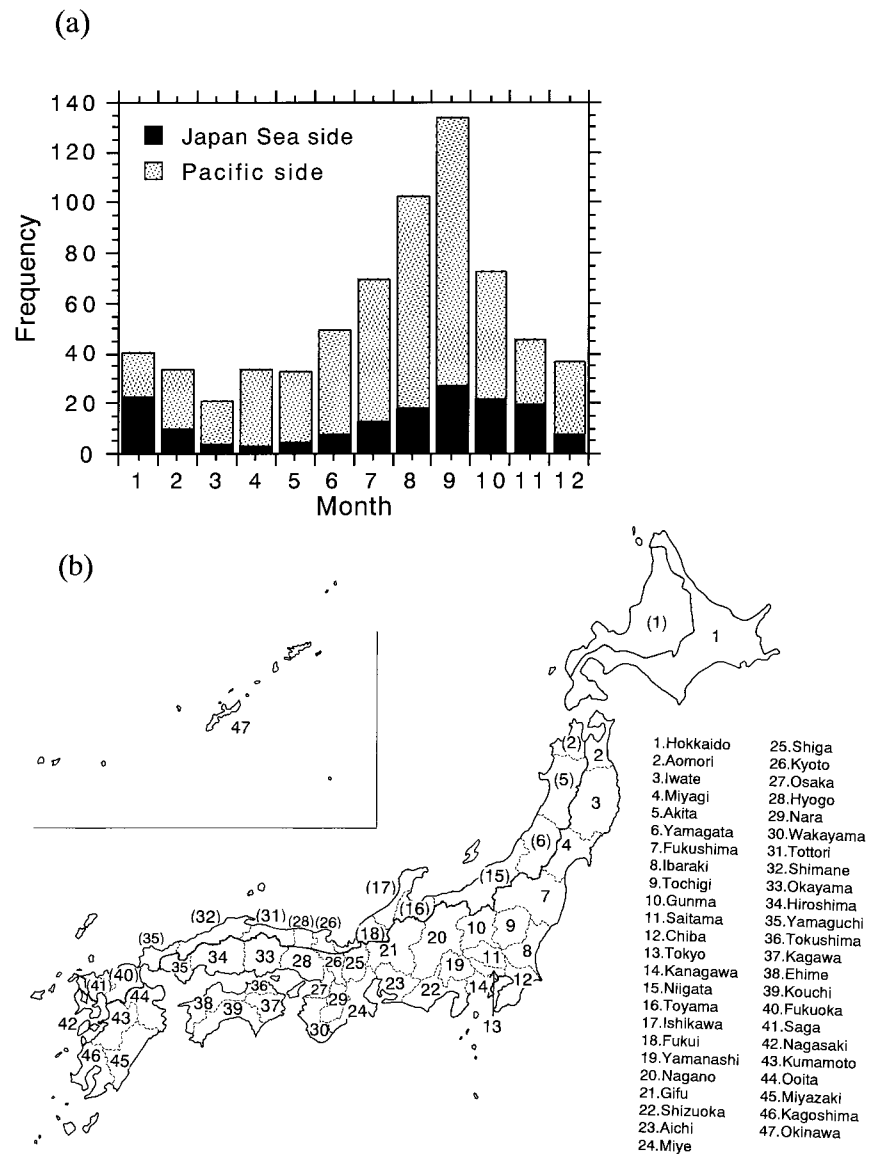 (a)
140
120
100
80
60
40
20
0
Frequency
Japan Sea side
Pacific side
1 2 3 4 5 6 7 8 9 10 11 12
Month
(b)
47
(1)
1
(2)
2
(5)
3
(6)
4
(15)
7
(17)
(16)
(18)
21
20
10
9
8
11
12
19
14
13
22
23
(32)
(31)
(28)
(26)
(35)
35
34
33
28
26
25
27
29
24
30
36
38
39
37
(40)
(41)
44
42
43
46
45
1.Hokkaido
2.Aomori
3.Iwate
4.Miyagi
5.Akita
6.Yamagata
7.Fukushima
8.Ibaraki
9.Tochigi
10.Gunma
11.Saitama
12.Chiba
13.Tokyo
14.Kanagawa
15.Niigata
16.Toyama
17.Ishikawa
18.Fukui
19.Yamanashi
20.Nagano
21.Gifu
22.Shizuoka
23.Aichi
24.Miye
25.Shiga
26.Kyoto
27.Osaka
28.Hyogo
29.Nara
30.Wakayama
31.Tottori
32.Shimane
33.Okayama
34.Hiroshima
35.Yamaguchi
36.Tokushima
37.Kagawa
38.Ehime
39.Kouchi
40.Fukuoka
41.Saga
42.Nagasaki
43.Kumamoto
44.Ooita
45.Miyazaki
46.Kagoshima
47.Okinawa